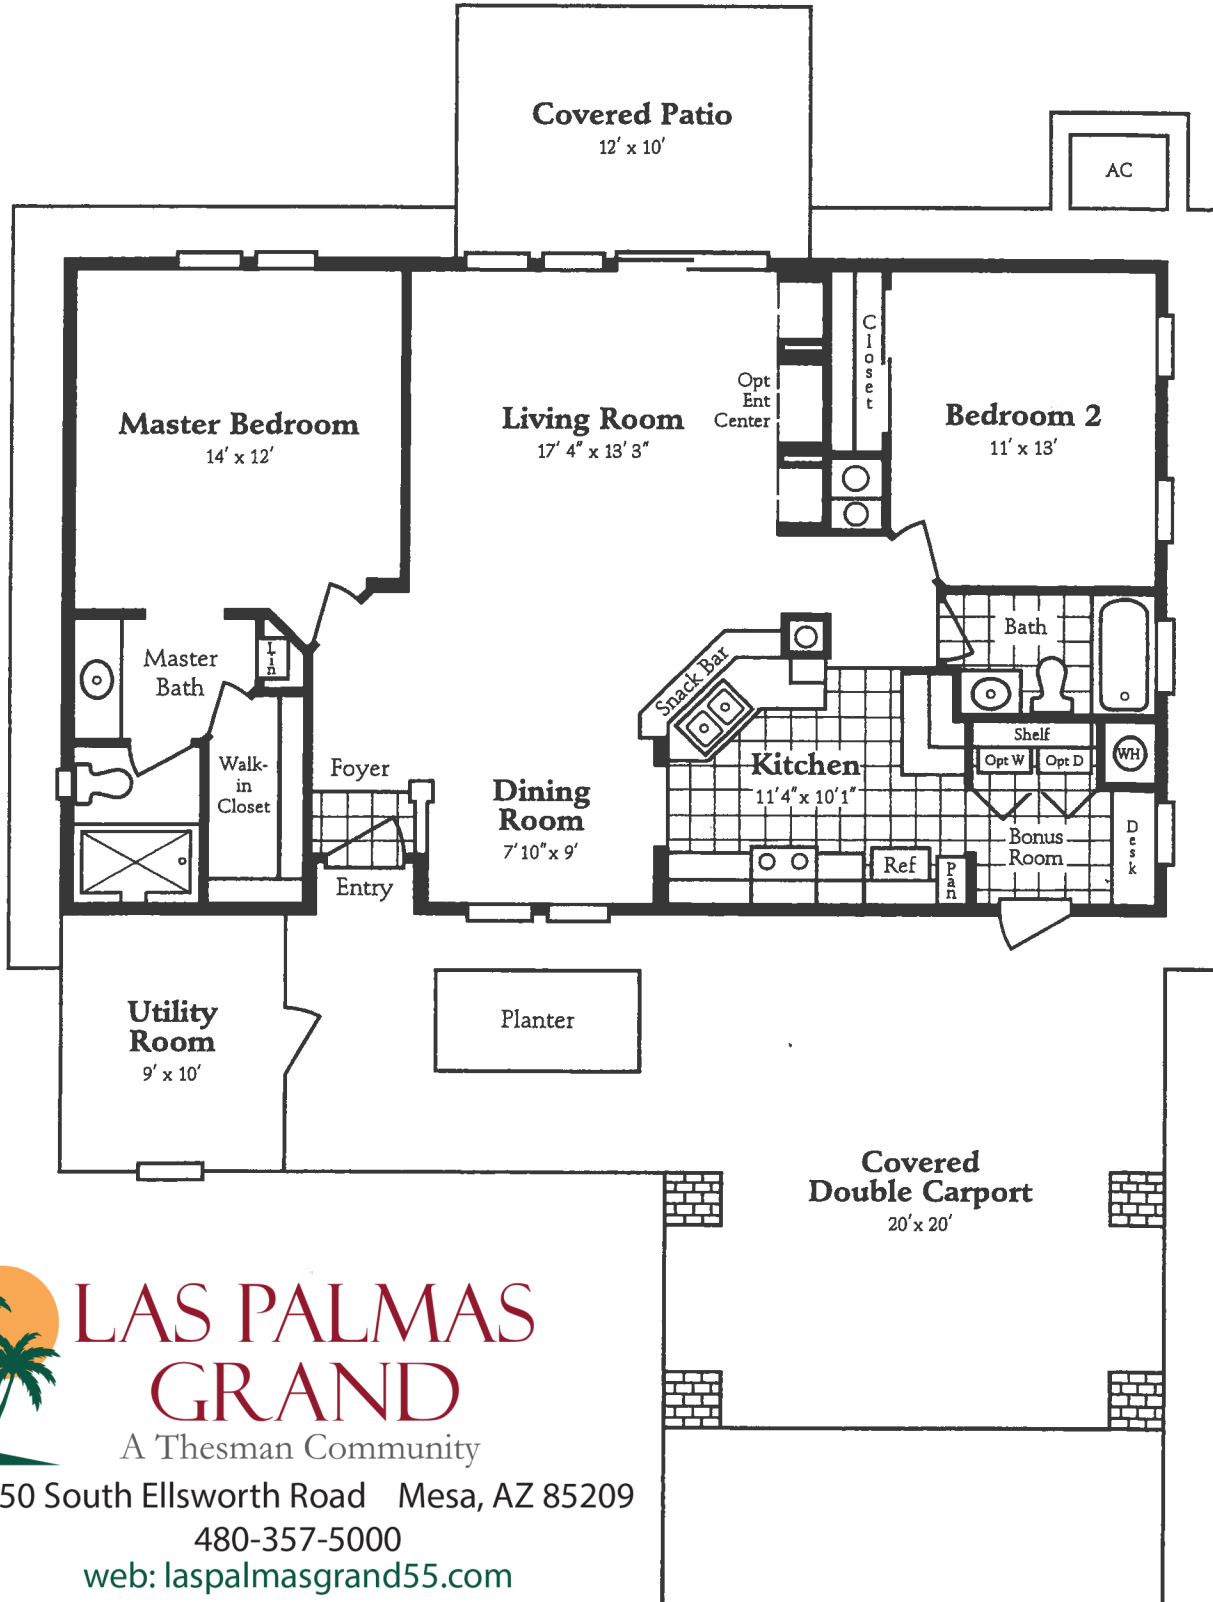 Covered Patio
12' x 10'
AC
Master Bedroom
14' x 12'
Living Room
17' 4" x 13' 3"
Opt
Ent
Center
Closet
Bedroom 2
11' x 13'
Master
Bath
Lin
Walk-
in
Closet
Foyer
Entry
Dining
Room
7'10" x 9'
Snack Bar
Kitchen
11'4" x 10'1"
Ref
Pan
Bath
Shelf
Opt W
Opt D
WH
Bonus
Room
Desk
Utility
Room
9' x 10'
Planter
Covered
Double Carport
20' x 20'
LAS PALMAS
GRAND
A Thesman Community
50 South Ellsworth Road Mesa, AZ 85209
480-357-5000
web: laspalmasgrand55.com